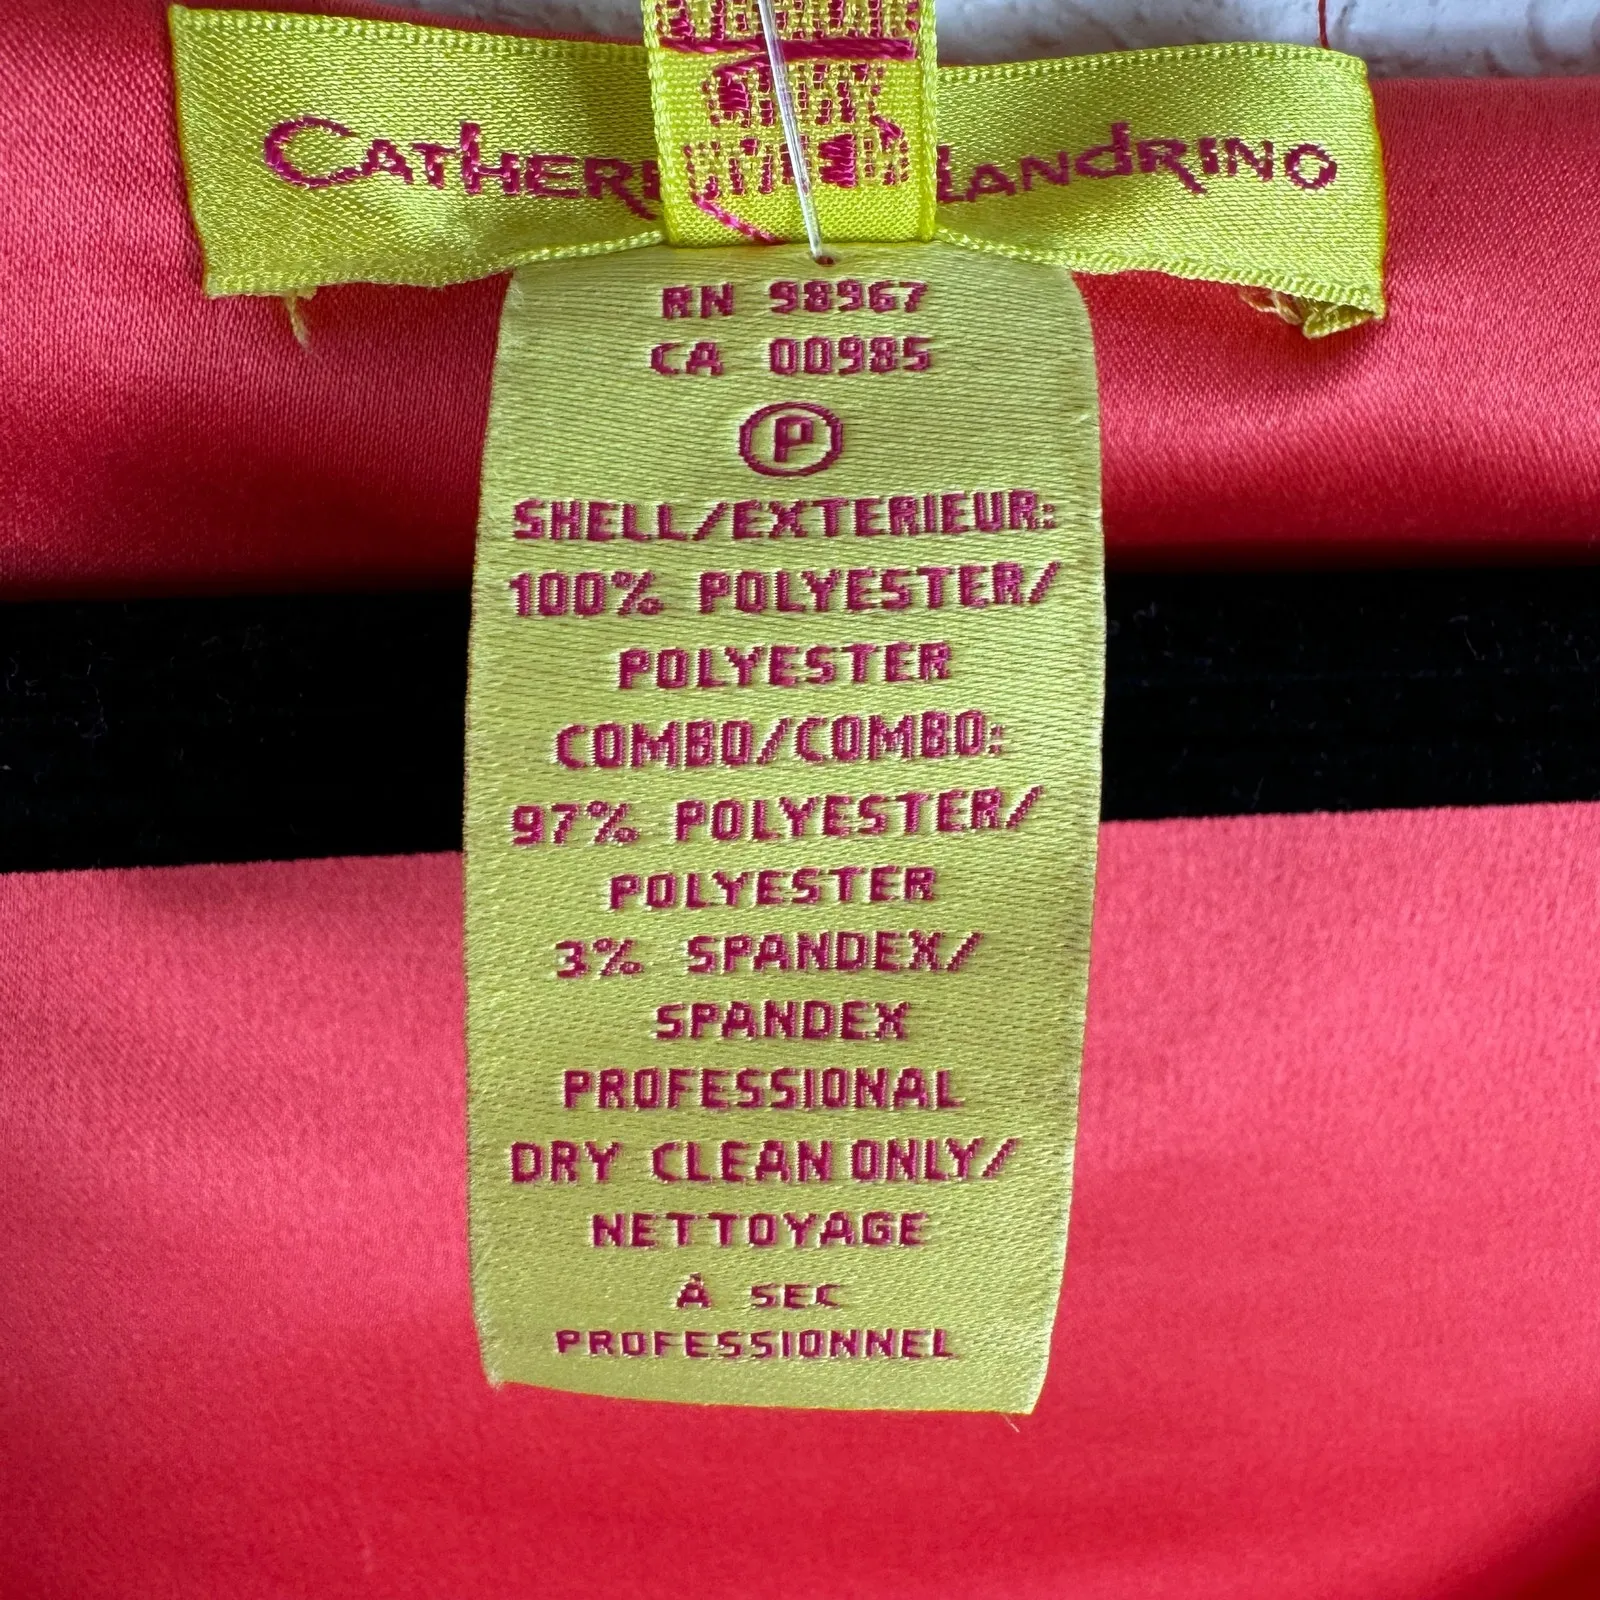 CATHERI LANDRINO
RN 98967
CA 00985
P
SHELL/EXTERIEUR:
100% POLYESTER/
POLYESTER
COMBO/COMBO:
97% POLYESTER/
POLYESTER
3% SPANDEX/
SPANDEX
PROFESSIONAL
DRY CLEAN ONLY/
NETTOYAGE
À SEC
PROFESSIONNEL